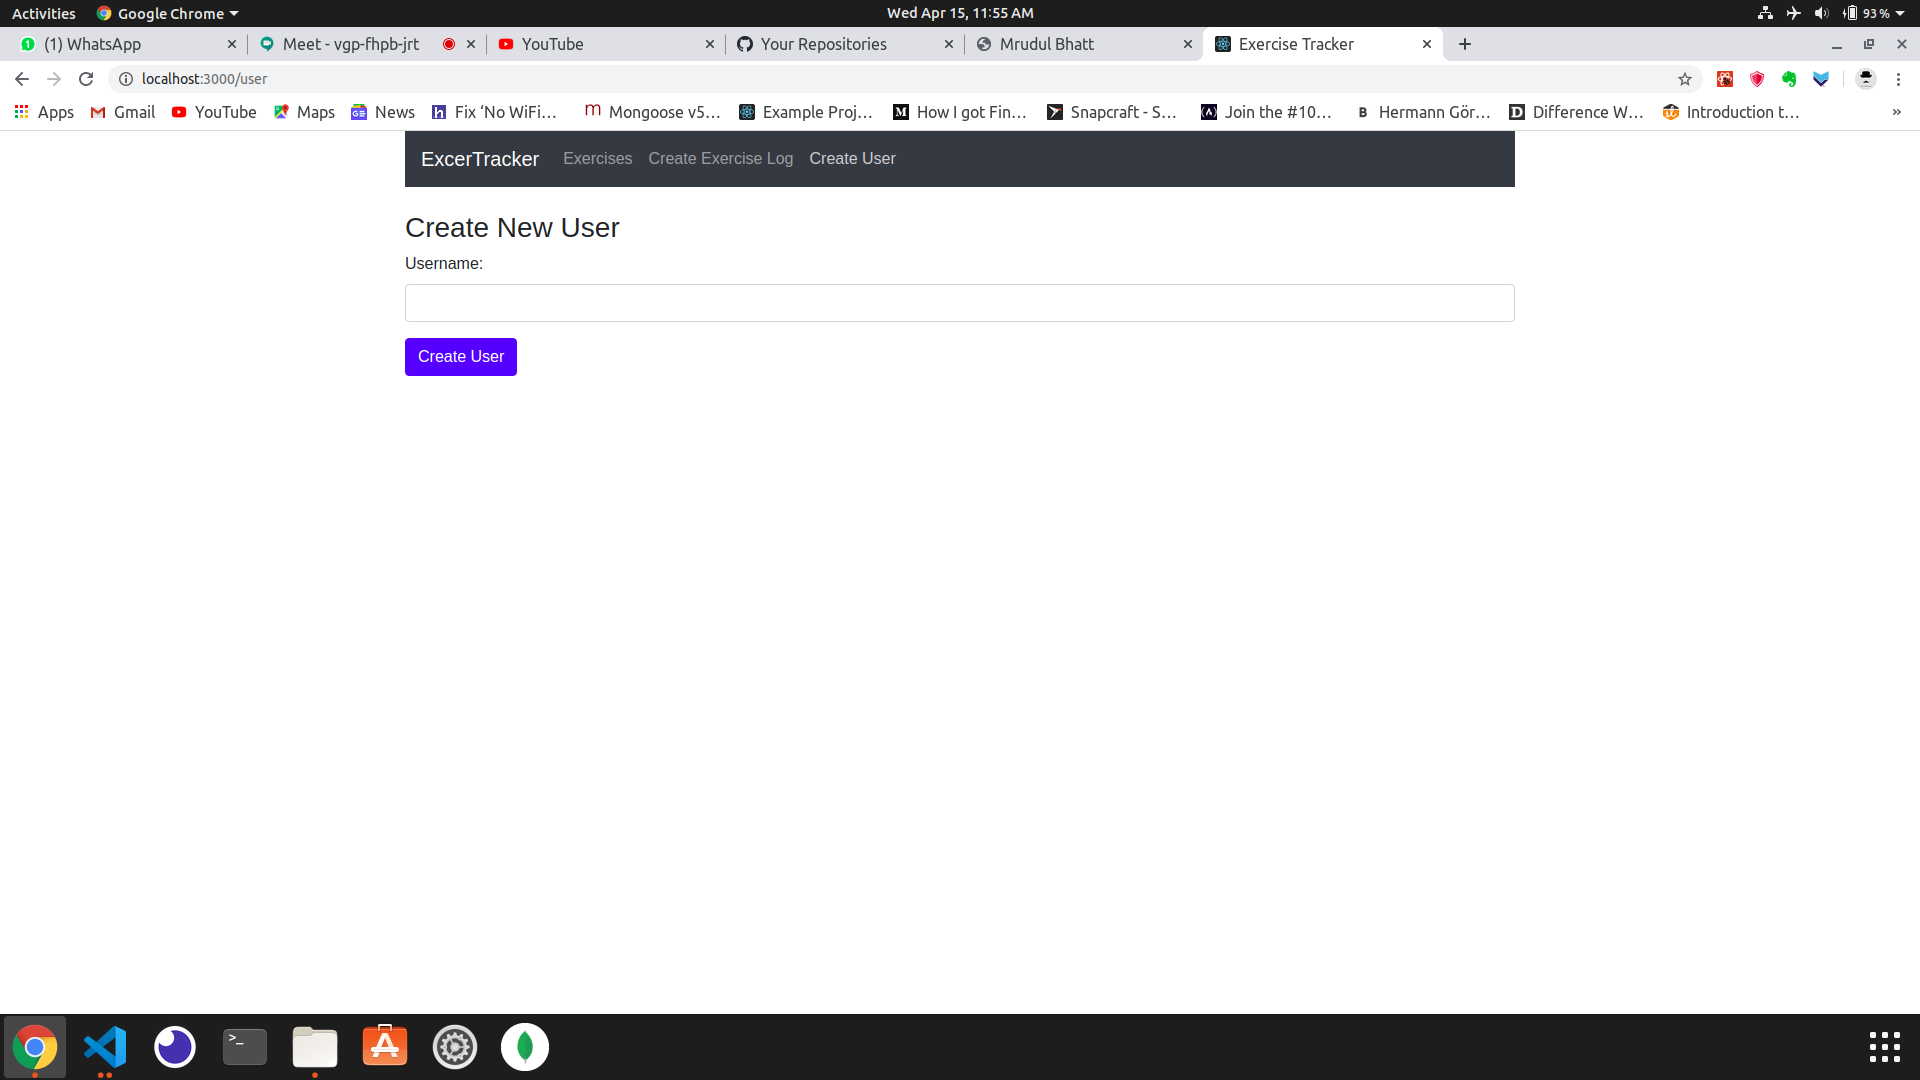 Activities Google Chrome Wed Apr 15, 11:55 AM 93 %
(1) WhatsApp Meet - vgp-fhpb-jrt YouTube Your Repositories Mrudul Bhatt Exercise Tracker
localhost:3000/user
Apps Gmail YouTube Maps News Fix ‘No WiFi... Mongoose v5... Example Proj... How I got Fin... Snapcraft - S... Join the #10... Hermann Gör... Difference W... Introduction t... »
ExcerTracker Exercises Create Exercise Log Create User
Create New User
Username:
Create User